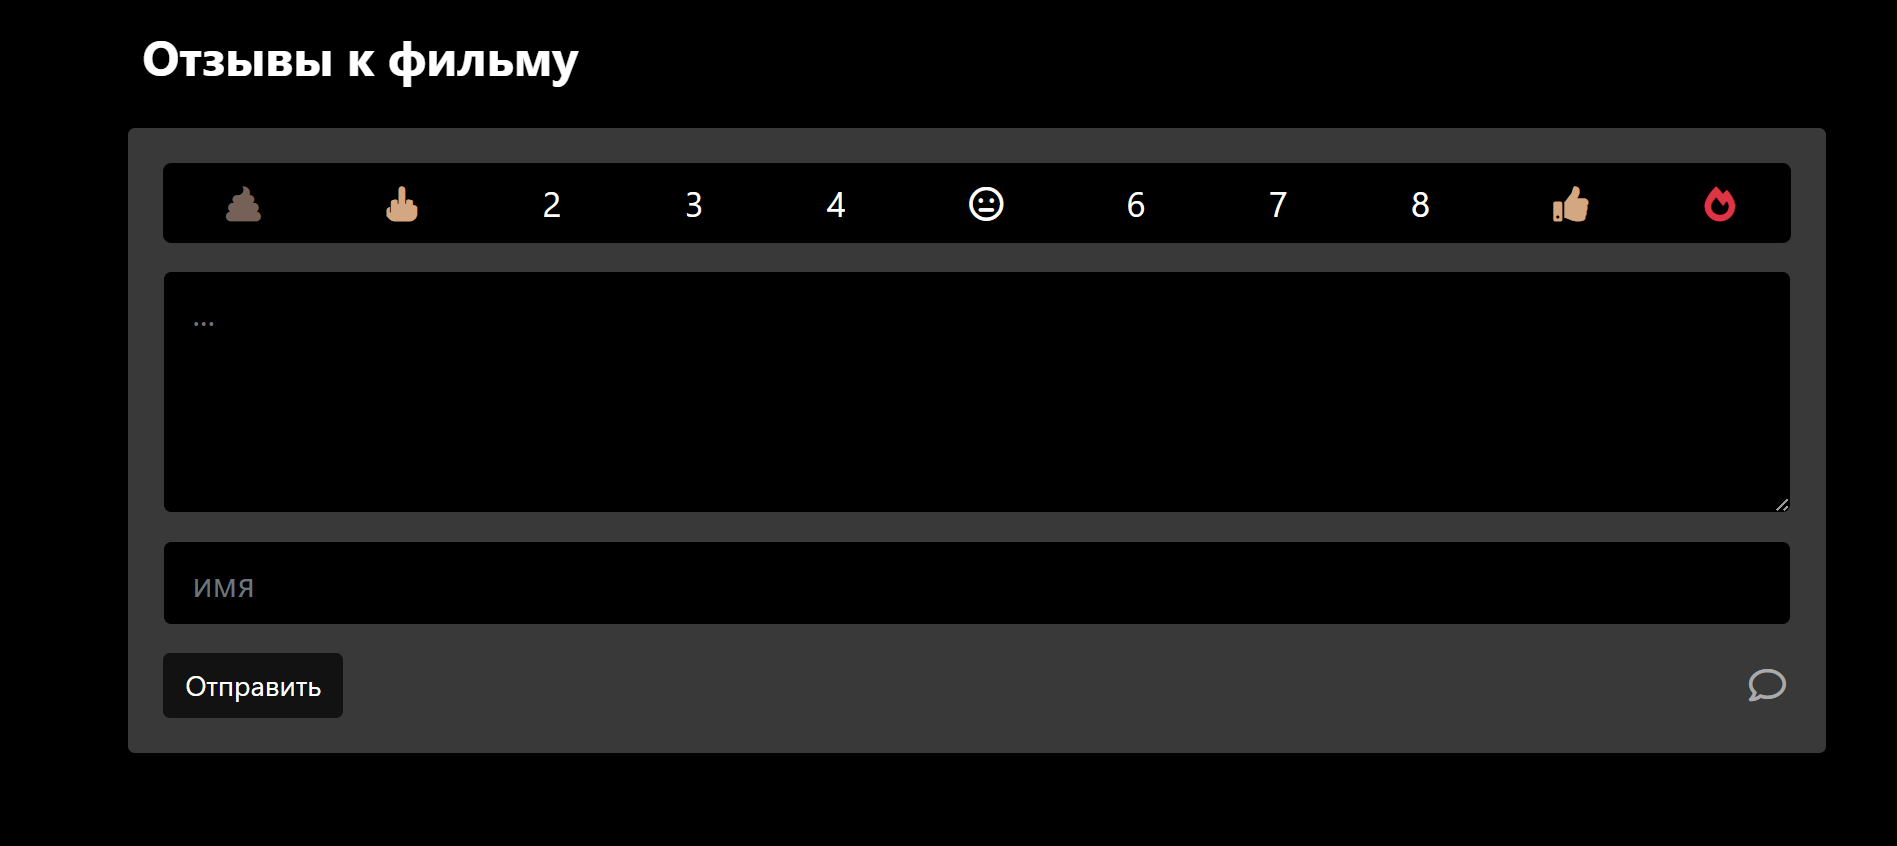 Отзывы к фильму
2 3 4 6 7 8
...
имя
Отправить